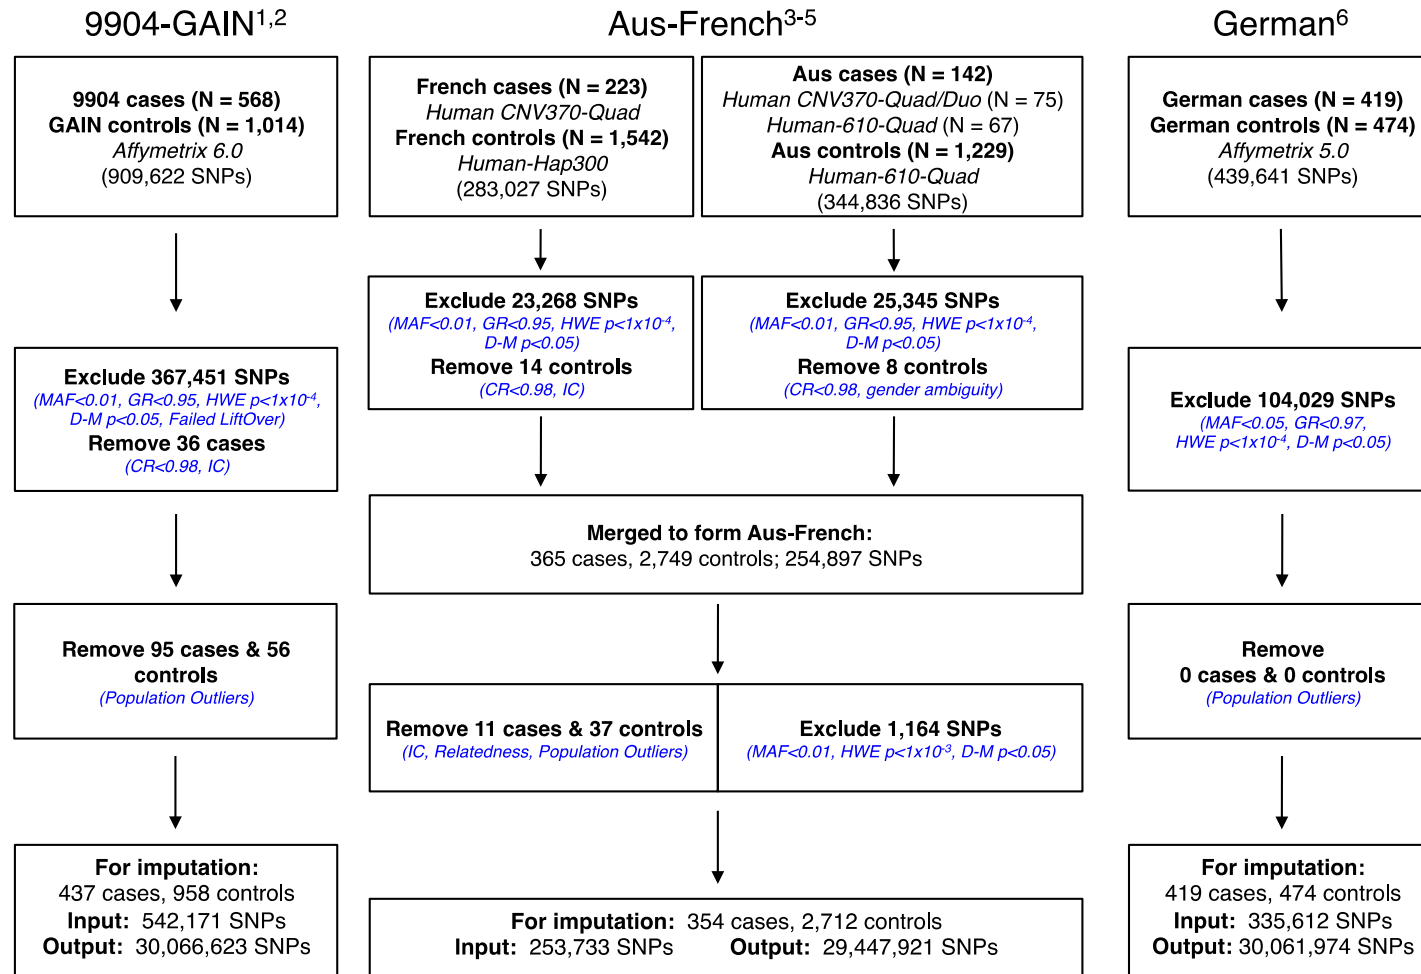 9904-GAIN1,2
Aus-French3-5
German6
9904 cases (N = 568)
GAIN controls (N = 1,014)
Affymetrix 6.0
(909,622 SNPs)
French cases (N = 223)
Human CNV370-Quad
French controls (N = 1,542)
Human-Hap300
(283,027 SNPs)
Aus cases (N = 142)
Human CNV370-Quad/Duo (N = 75)
Human-610-Quad (N = 67)
Aus controls (N = 1,229)
Human-610-Quad
(344,836 SNPs)
German cases (N = 419)
German controls (N = 474)
Affymetrix 5.0
(439,641 SNPs)
Exclude 367,451 SNPs
(MAF<0.01, GR<0.95, HWE p<1x10-4,
D-M p<0.05, Failed LiftOver)
Remove 36 cases
(CR<0.98, IC)
Exclude 23,268 SNPs
(MAF<0.01, GR<0.95, HWE p<1x10-4,
D-M p<0.05)
Remove 14 controls
(CR<0.98, IC)
Exclude 25,345 SNPs
(MAF<0.01, GR<0.95, HWE p<1x10-4,
D-M p<0.05)
Remove 8 controls
(CR<0.98, gender ambiguity)
Exclude 104,029 SNPs
(MAF<0.05, GR<0.97,
HWE p<1x10-4, D-M p<0.05)
Merged to form Aus-French:
365 cases, 2,749 controls; 254,897 SNPs
Remove 95 cases & 56
controls
(Population Outliers)
Remove 11 cases & 37 controls
(IC, Relatedness, Population Outliers)
Exclude 1,164 SNPs
(MAF<0.01, HWE p<1x10-3, D-M p<0.05)
Remove
0 cases & 0 controls
(Population Outliers)
For imputation:
437 cases, 958 controls
Input: 542,171 SNPs
Output: 30,066,623 SNPs
For imputation: 354 cases, 2,712 controls
Input: 253,733 SNPs Output: 29,447,921 SNPs
For imputation:
419 cases, 474 controls
Input: 335,612 SNPs
Output: 30,061,974 SNPs